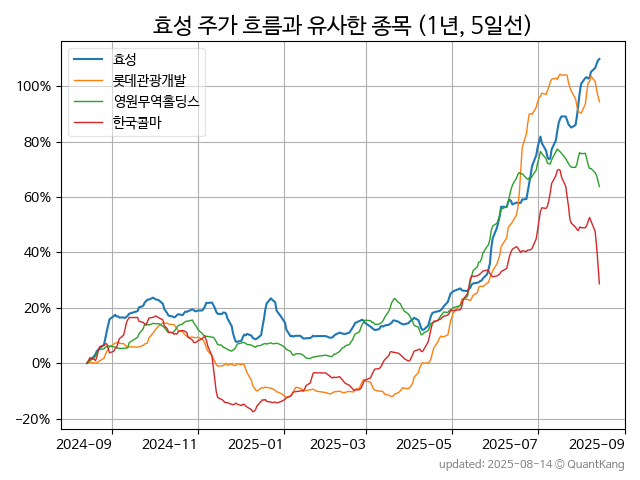 효성 주가 흐름과 유사한 종목 (1년, 5일선)
효성
롯데관광개발
영원무역홀딩스
한국콜마
100%
80%
60%
40%
20%
0%
−20%
2024-09 2024-11 2025-01 2025-03 2025-05 2025-07 2025-09
updated: 2025-08-14 © QuantKang